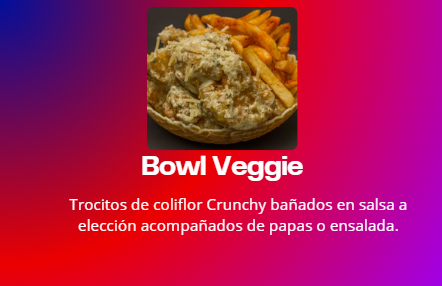 Bowl Veggie
Trocitos de coliflor Crunchy bañados en salsa a
elección acompañados de papas o ensalada.